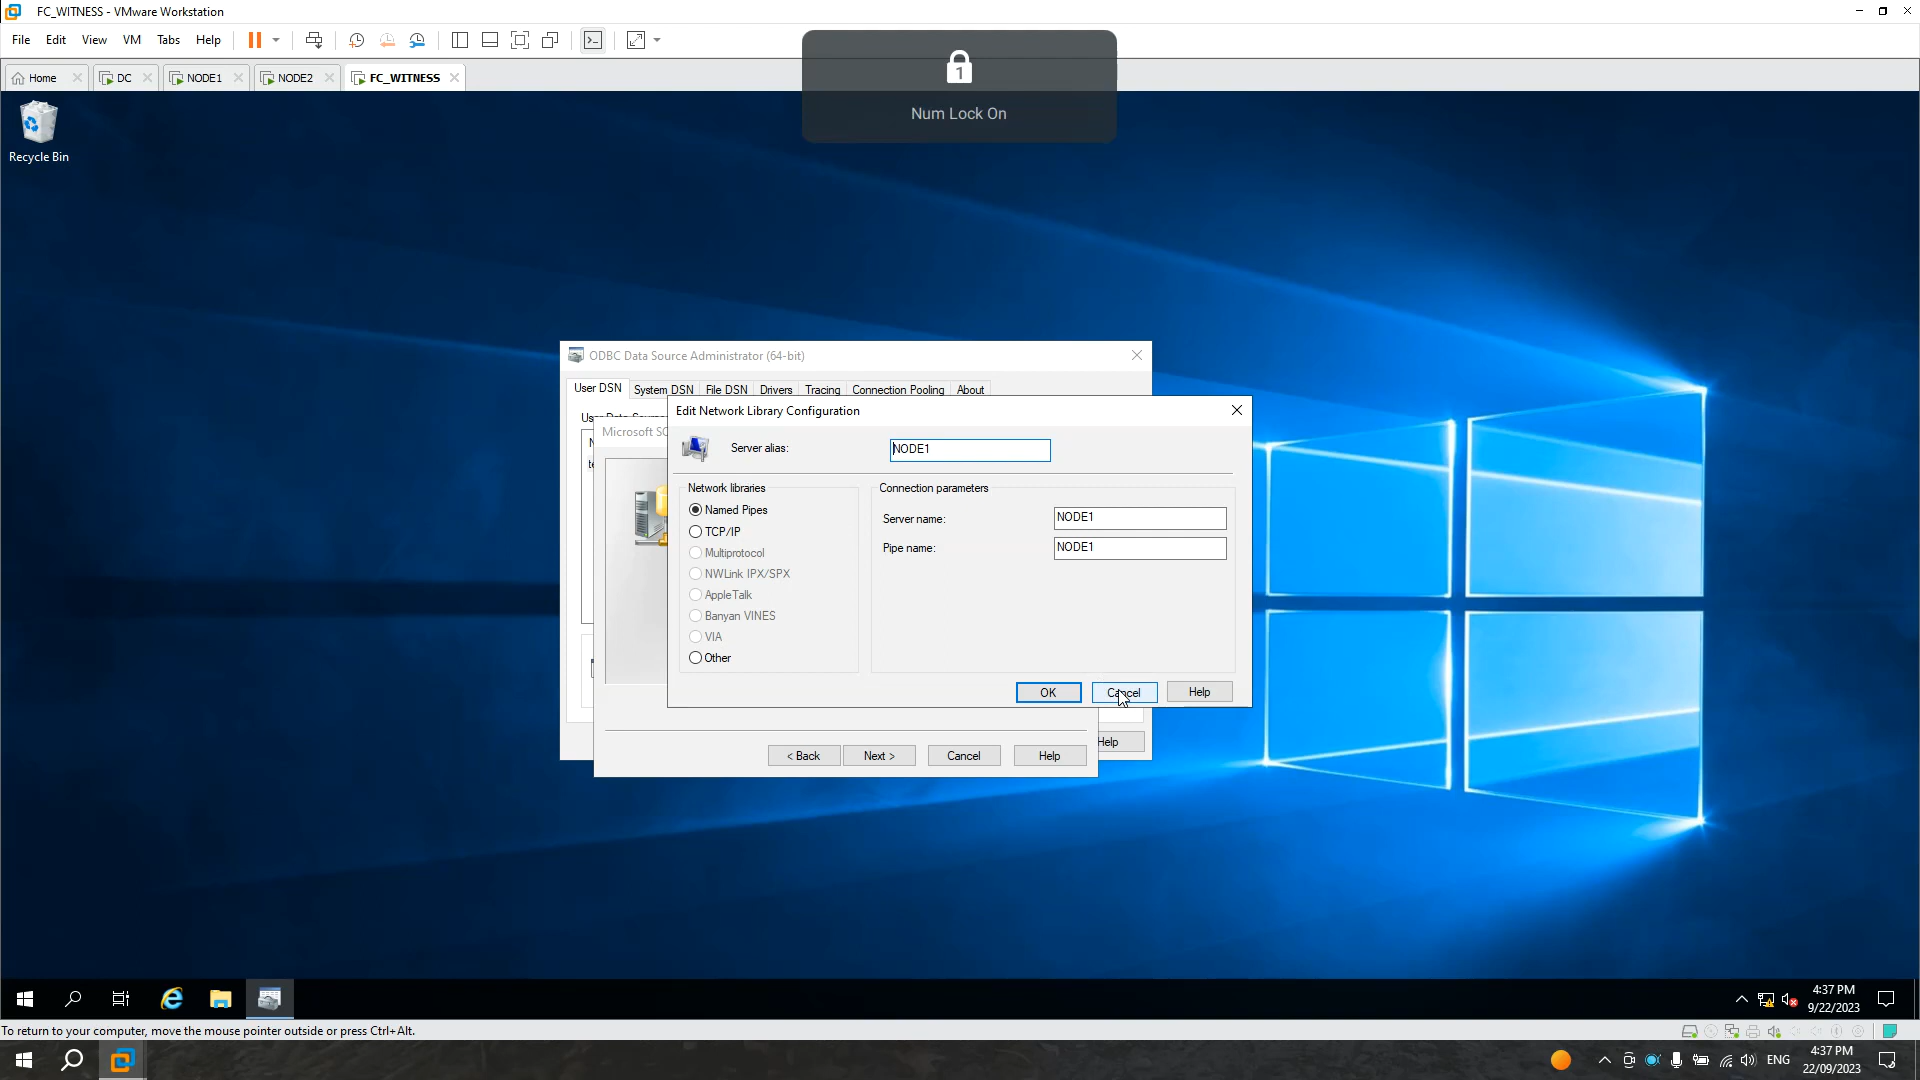 FC_WITNESS - VMware Workstation
File Edit View VM Tabs Help
Home DC NODE1 NODE2 FC_WITNESS
1
Num Lock On
Recycle Bin
ODBC Data Source Administrator (64-bit)
User DSN System DSN File DSN Drivers Tracing Connection Pooling About
Edit Network Library Configuration
Microsoft
Server alias: NODE1
Network libraries
Named Pipes
TCP/IP
Multiprotocol
NWLink IPX/SPX
AppleTalk
Banyan VINES
VIA
Other
Connection parameters
Server name: NODE1
Pipe name: NODE1
OK Cancel Help
Help
< Back Next > Cancel Help
4:37 PM
9/22/2023
To return to your computer, move the mouse pointer outside or press Ctrl+Alt.
ENG
4:37 PM
22/09/2023